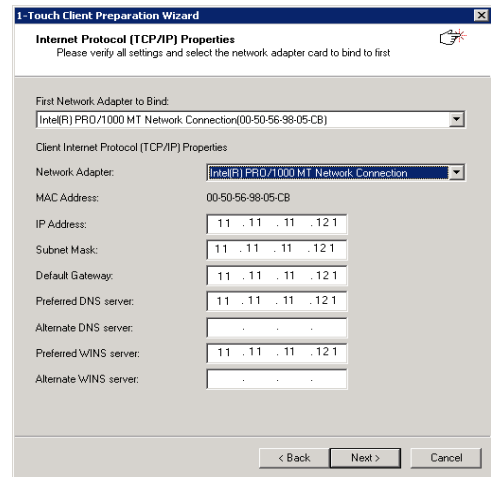 1-Touch Client Preparation Wizard
Internet Protocol (TCP/IP) Properties
Please verify all settings and select the network adapter card to bind to first
First Network Adapter to Bind:
Intel(R) PRO/1000 MT Network Connection(00-50-56-98-05-CB)
Client Internet Protocol (TCP/IP) Properties
Network Adapter: Intel(R) PRO/1000 MT Network Connection
MAC Address: 00-50-56-98-05-CB
IP Address: 11 . 11 . 11 . 121
Subnet Mask: 11 . 11 . 11 . 121
Default Gateway: 11 . 11 . 11 . 121
Preferred DNS server: 11 . 11 . 11 . 121
Alternate DNS server: . . .
Preferred WINS server: 11 . 11 . 11 . 121
Alternate WINS server: . . .
< Back Next > Cancel